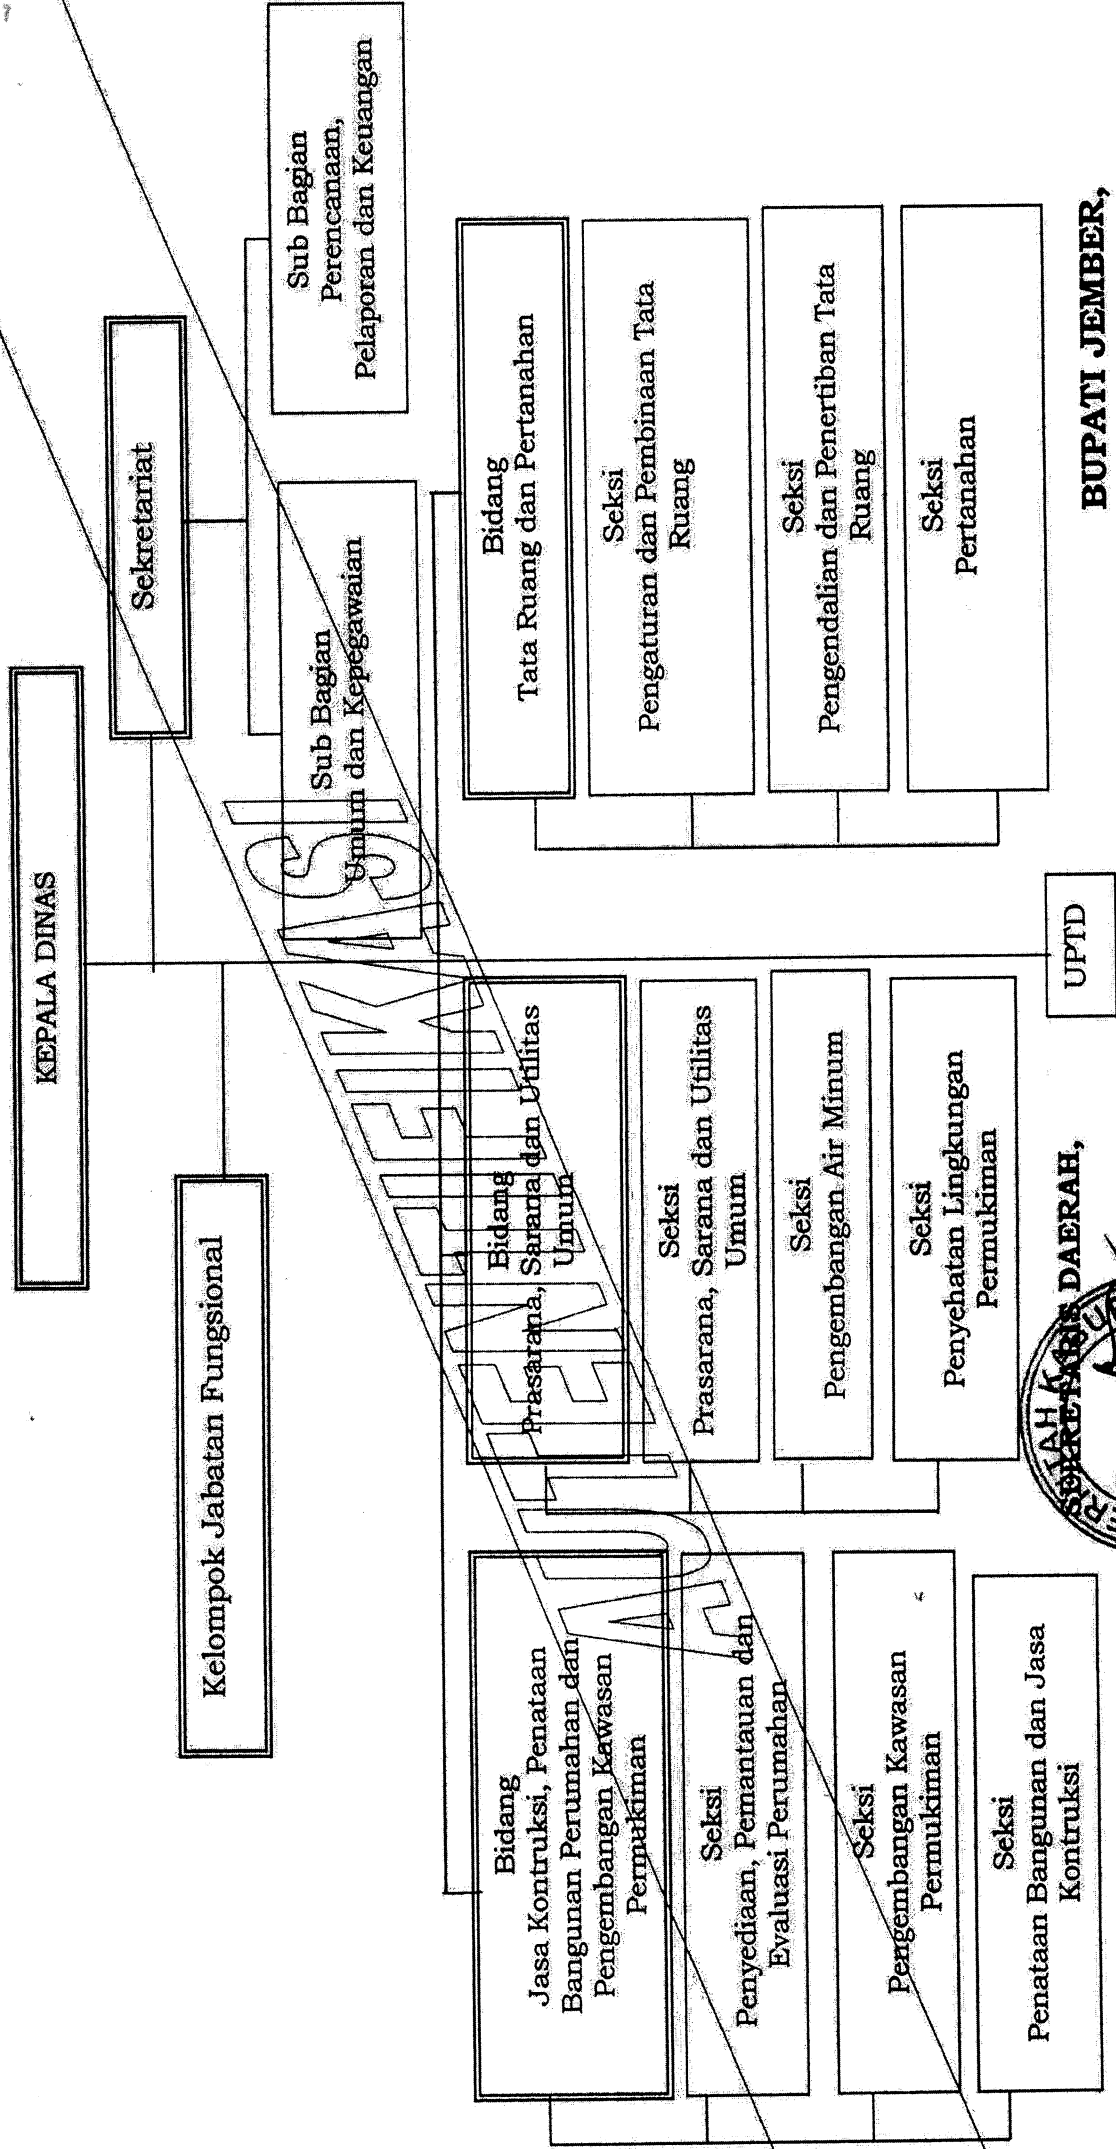 KEPALA DINAS
Sekretariat
Kelompok Jabatan Fungsional
Sub Bagian
Umum dan Kepegawaian
Sub Bagian
Perencanaan,
Pelaporan dan Keuangan
Bidang
Jasa Kontruksi, Penataan
Bangunan Perumahan dan
Pengembangan Kawasan
Permukiman
Seksi
Penyediaan, Pemantauan dan
Evaluasi Perumahan
Seksi
Pengembangan Kawasan
Permukiman
Seksi
Penataan Bangunan dan Jasa
Kontruksi
Bidang
Prasarana, Sarana dan Utilitas
Umum
Seksi
Prasarana, Sarana dan Utilitas
Umum
Seksi
Pengembangan Air Minum
Seksi
Penyehatan Lingkungan
Permukiman
Bidang
Tata Ruang dan Pertanahan
Seksi
Pengaturan dan Pembinaan Tata
Ruang
Seksi
Pengendalian dan Penertiban Tata
Ruang
Seksi
Pertanahan
UPTD
SEKRETARIS DAERAH,
BUPATI JEMBER,
AUTENTIFIKASI